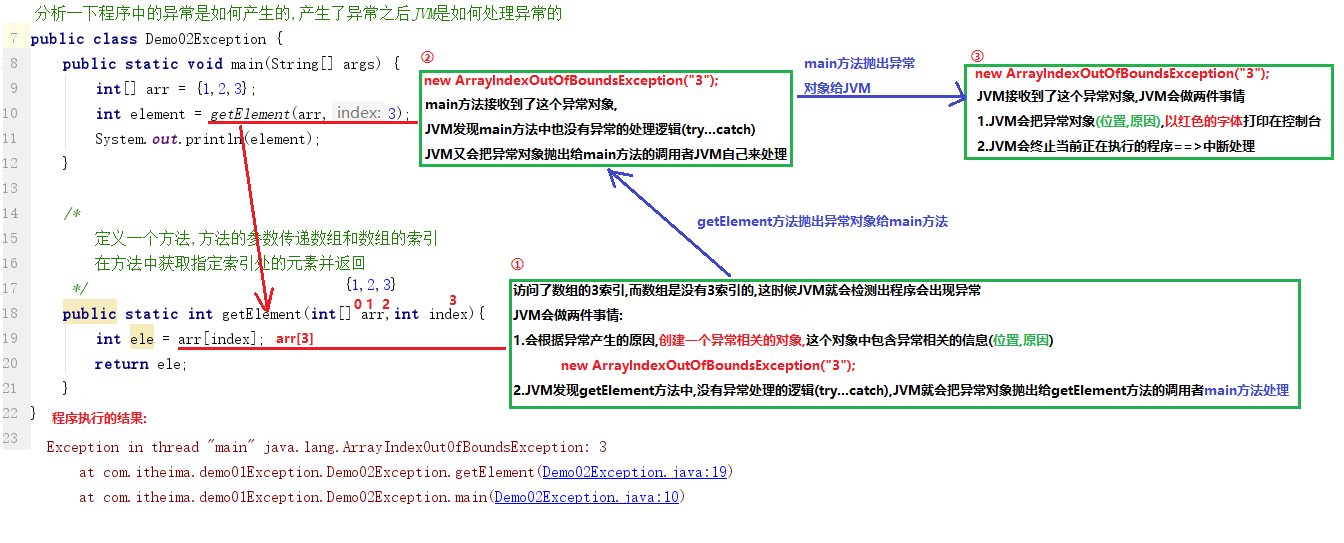 分析一下程序中的异常是如何产生的,产生了异常之后JVM是如何处理异常的
7 public class Demo02Exception {
8 public static void main(String[] args) {
9 int[] arr = {1,2,3};
10 int element = getElement(arr, index: 3);
11 System.out.println(element);
12 }
13
14 /*
15 定义一个方法,方法的参数传递数组和数组的索引
16 在方法中获取指定索引处的元素并返回
17 */
{1,2,3}
0 1 2
3
18 public static int getElement(int[] arr,int index){
19 int ele = arr[index]; arr[3]
20 return ele;
21 }
22 }
23
②
new ArrayIndexOutOfBoundsException("3");
main方法接收到了这个异常对象,
JVM发现main方法中也没有异常的处理逻辑(try...catch)
JVM又会把异常对象抛出给main方法的调用者JVM自己来处理
main方法抛出异常
对象给JVM
③
new ArrayIndexOutOfBoundsException("3");
JVM接收到了这个异常对象,JVM会做两件事情
1.JVM会把异常对象(位置,原因),以红色的字体打印在控制台
2.JVM会终止当前正在执行的程序==>中断处理
getElement方法抛出异常对象给main方法
①
访问了数组的3索引,而数组是没有3索引的,这时候JVM就会检测出程序会出现异常
JVM会做两件事情:
1.会根据异常产生的原因,创建一个异常相关的对象,这个对象中包含异常相关的信息(位置,原因)
new ArrayIndexOutOfBoundsException("3");
2.JVM发现getElement方法中,没有异常处理的逻辑(try...catch),JVM就会把异常对象抛出给getElement方法的调用者main方法处理
程序执行的结果:
Exception in thread "main" java.lang.ArrayIndexOutOfBoundsException: 3
at com.itheima.demo01Exception.Demo02Exception.getElement(Demo02Exception.java:19)
at com.itheima.demo01Exception.Demo02Exception.main(Demo02Exception.java:10)